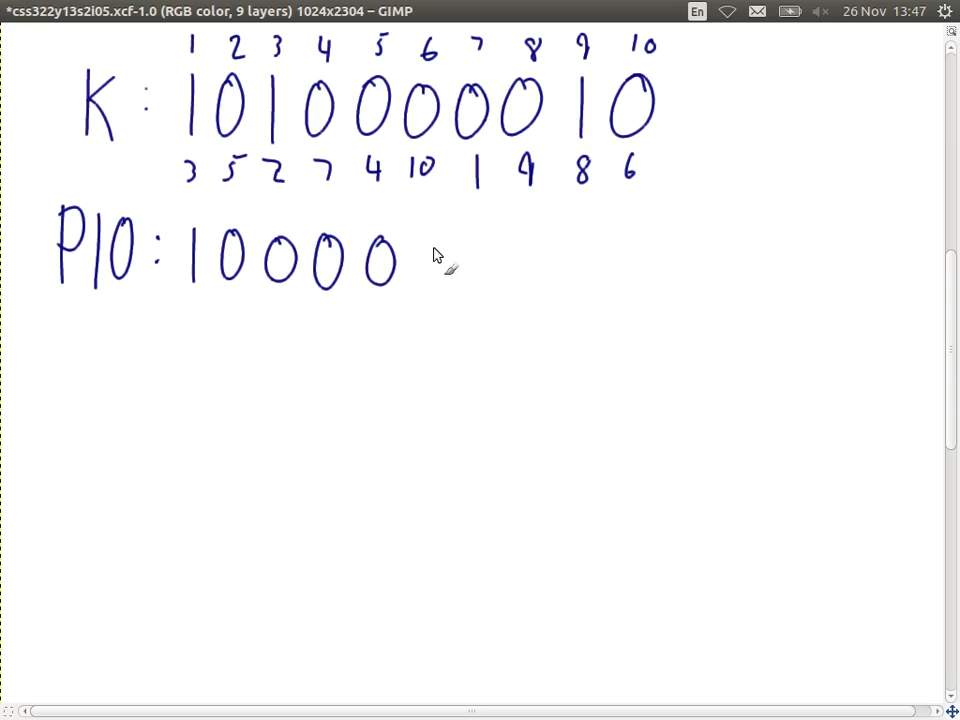 *css322y13s2i05.xcf-1.0 (RGB color, 9 layers) 1024x2304 – GIMP En 26 Nov 13:47
1 2 3 4 5 6 7 8 9 10
K : 1 0 1 0 0 0 0 0 1 0
3 5 2 7 4 10 1 9 8 6
P10 : 1 0 0 0 0